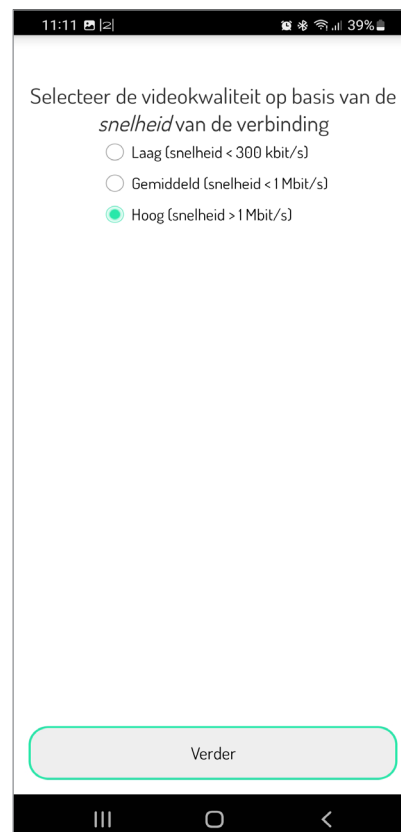 11:11 |2| 39%
Selecteer de videokwaliteit op basis van de
snelheid van de verbinding
Laag (snelheid < 300 kbit/s)
Gemiddeld (snelheid < 1 Mbit/s)
Hoog (snelheid > 1 Mbit/s)
Verder